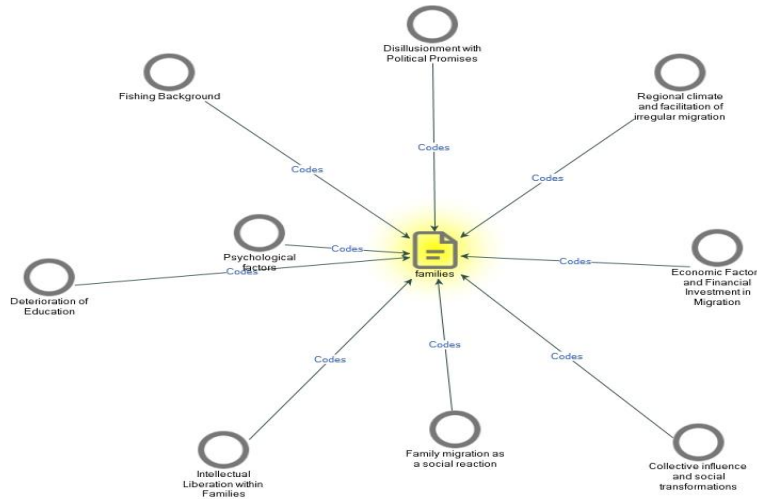 Disillusionment with
Political Promises
Fishing Background
Regional climate
and facilitation of
irregular migration
Codes
Codes
Codes
Psychological
factors
Codes
families
Codes
Codes
Deterioration of
Education
Economic Factor
and Financial
Investment in
Migration
Codes
Codes
Codes
Intellectual
Liberation within
Families
Family migration as
a social reaction
Collective influence
and social
transformations